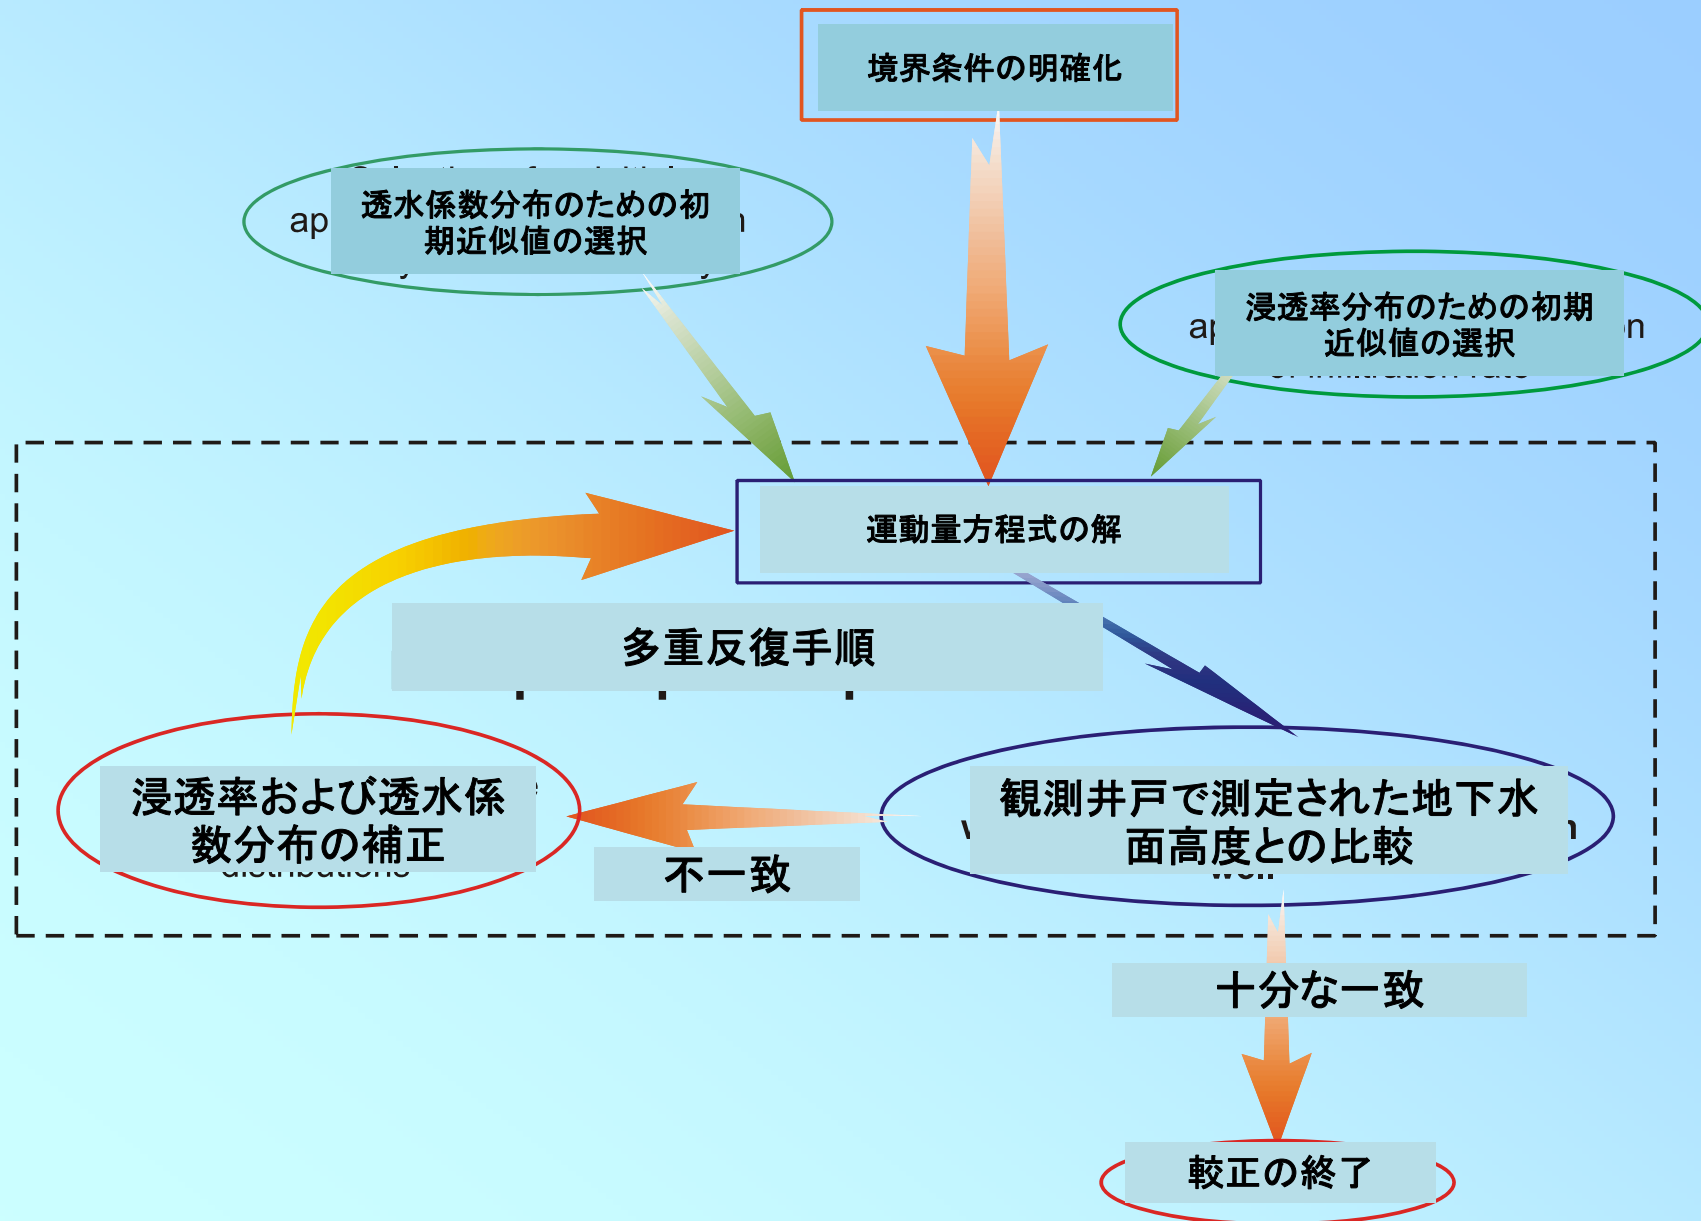 境界条件の明確化
透水係数分布のための初
期近似値の選択
浸透率分布のための初期
近似値の選択
運動量方程式の解
多重反復手順
浸透率および透水係
数分布の補正
distributions
不一致
観測井戸で測定された地下水
面高度との比較
well
十分な一致
較正の終了